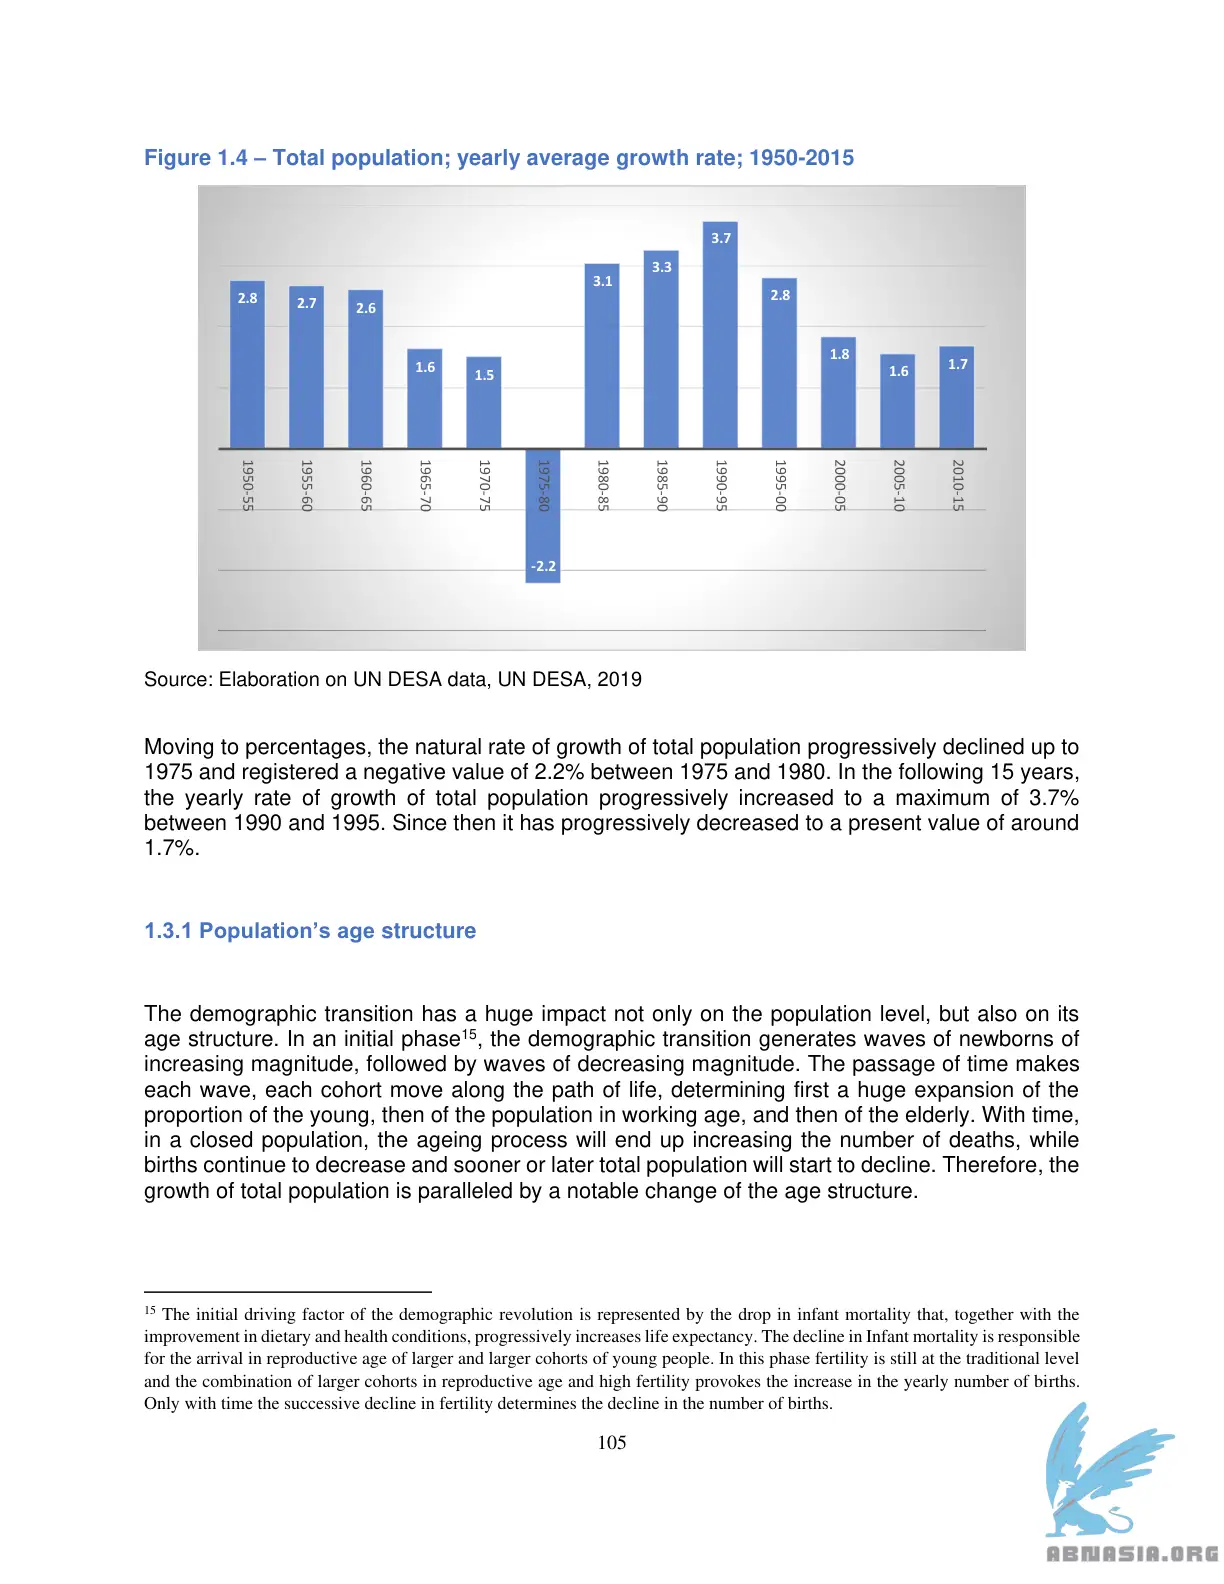 Figure 1.4 – Total population; yearly average growth rate; 1950-2015
2.8
2.7
2.6
1.6
1.5
-2.2
3.1
3.3
3.7
2.8
1.8
1.6
1.7
1950-55
1955-60
1960-65
1965-70
1970-75
1975-80
1980-85
1985-90
1990-95
1995-00
2000-05
2005-10
2010-15
Source: Elaboration on UN DESA data, UN DESA, 2019
Moving to percentages, the natural rate of growth of total population progressively declined up to
1975 and registered a negative value of 2.2% between 1975 and 1980. In the following 15 years,
the yearly rate of growth of total population progressively increased to a maximum of 3.7%
between 1990 and 1995. Since then it has progressively decreased to a present value of around
1.7%.
1.3.1 Population’s age structure
The demographic transition has a huge impact not only on the population level, but also on its
age structure. In an initial phase15, the demographic transition generates waves of newborns of
increasing magnitude, followed by waves of decreasing magnitude. The passage of time makes
each wave, each cohort move along the path of life, determining first a huge expansion of the
proportion of the young, then of the population in working age, and then of the elderly. With time,
in a closed population, the ageing process will end up increasing the number of deaths, while
births continue to decrease and sooner or later total population will start to decline. Therefore, the
growth of total population is paralleled by a notable change of the age structure.
15 The initial driving factor of the demographic revolution is represented by the drop in infant mortality that, together with the
improvement in dietary and health conditions, progressively increases life expectancy. The decline in Infant mortality is responsible
for the arrival in reproductive age of larger and larger cohorts of young people. In this phase fertility is still at the traditional level
and the combination of larger cohorts in reproductive age and high fertility provokes the increase in the yearly number of births.
Only with time the successive decline in fertility determines the decline in the number of births.
105
ABNASIA.ORG